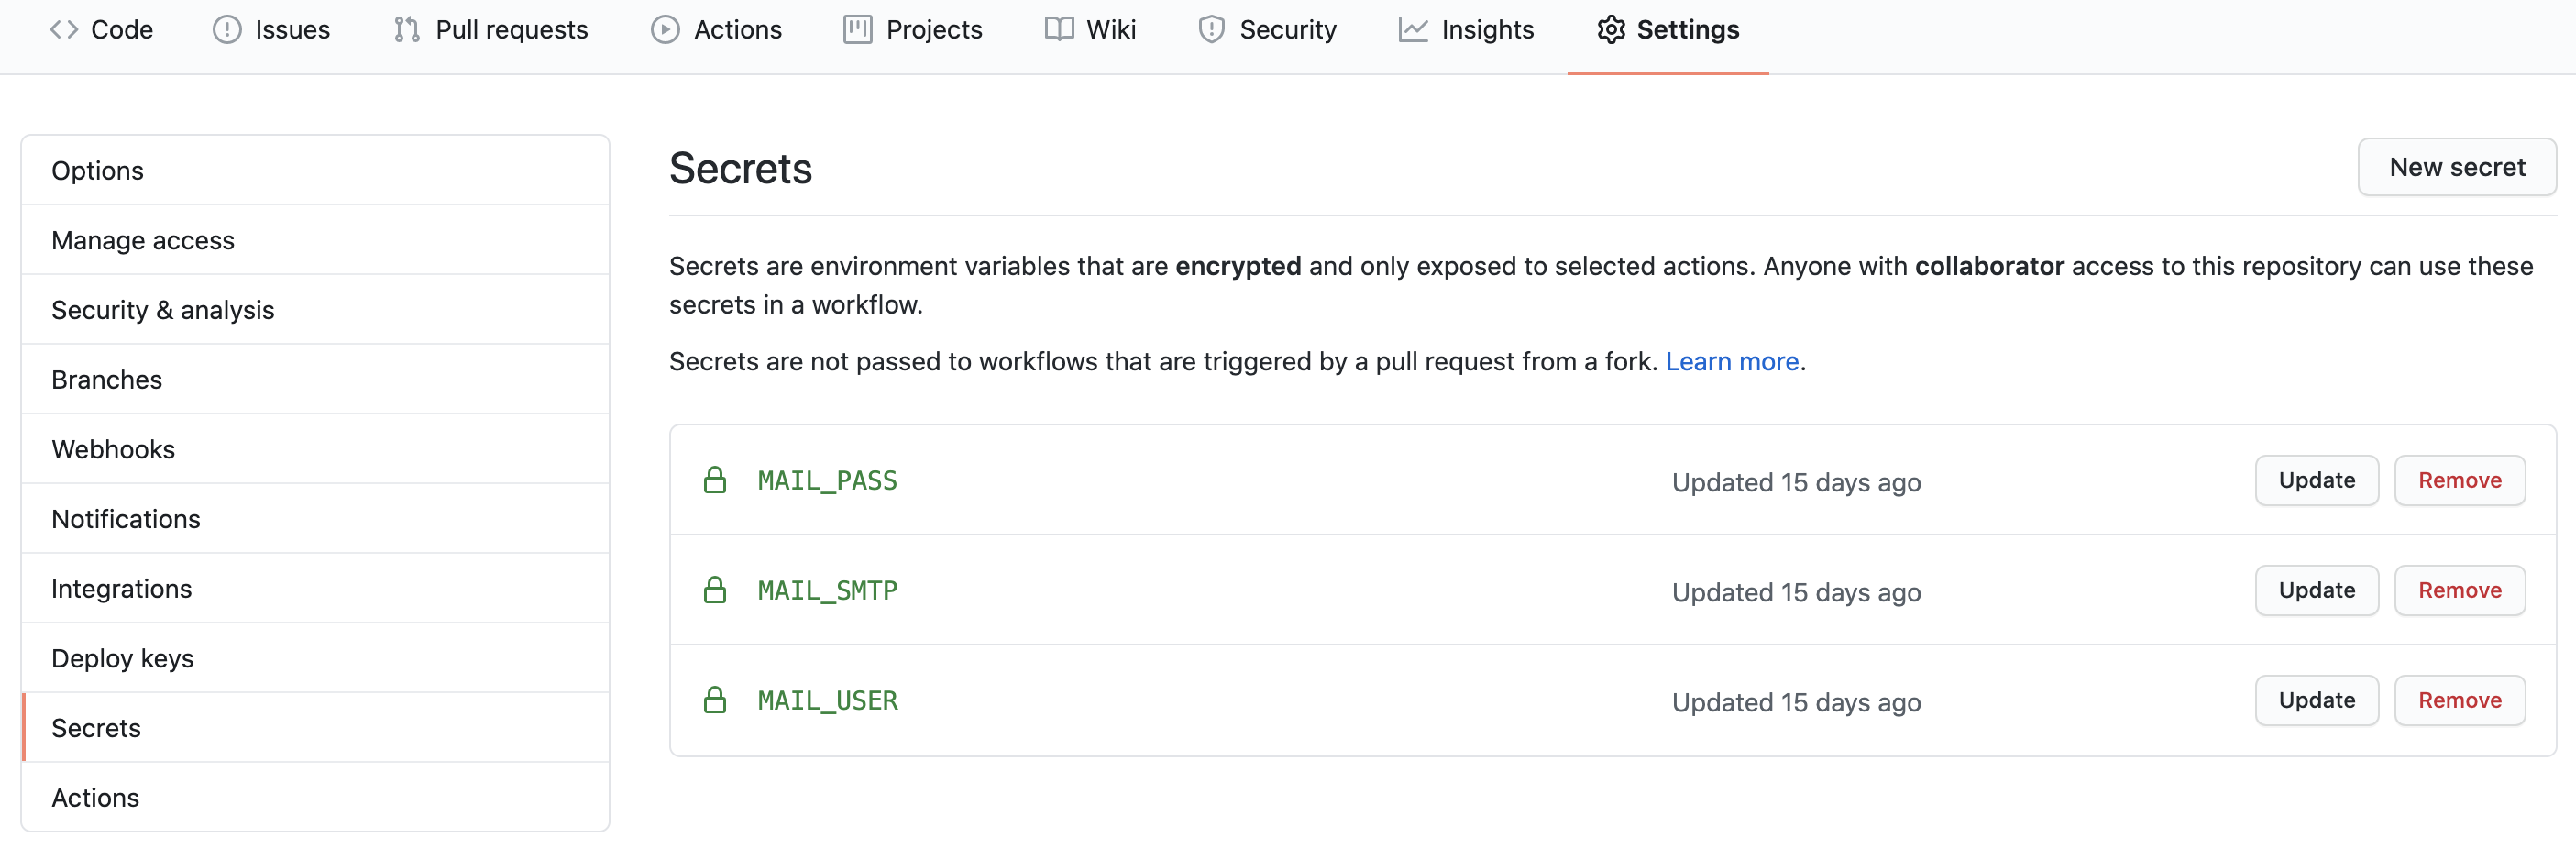 Code Issues Pull requests Actions Projects Wiki Security Insights Settings
Options
Manage access
Security & analysis
Branches
Webhooks
Notifications
Integrations
Deploy keys
Secrets
Actions
Secrets
New secret
Secrets are environment variables that are encrypted and only exposed to selected actions. Anyone with collaborator access to this repository can use these
secrets in a workflow.
Secrets are not passed to workflows that are triggered by a pull request from a fork. Learn more.
MAIL_PASS Updated 15 days ago Update Remove
MAIL_SMTP Updated 15 days ago Update Remove
MAIL_USER Updated 15 days ago Update Remove